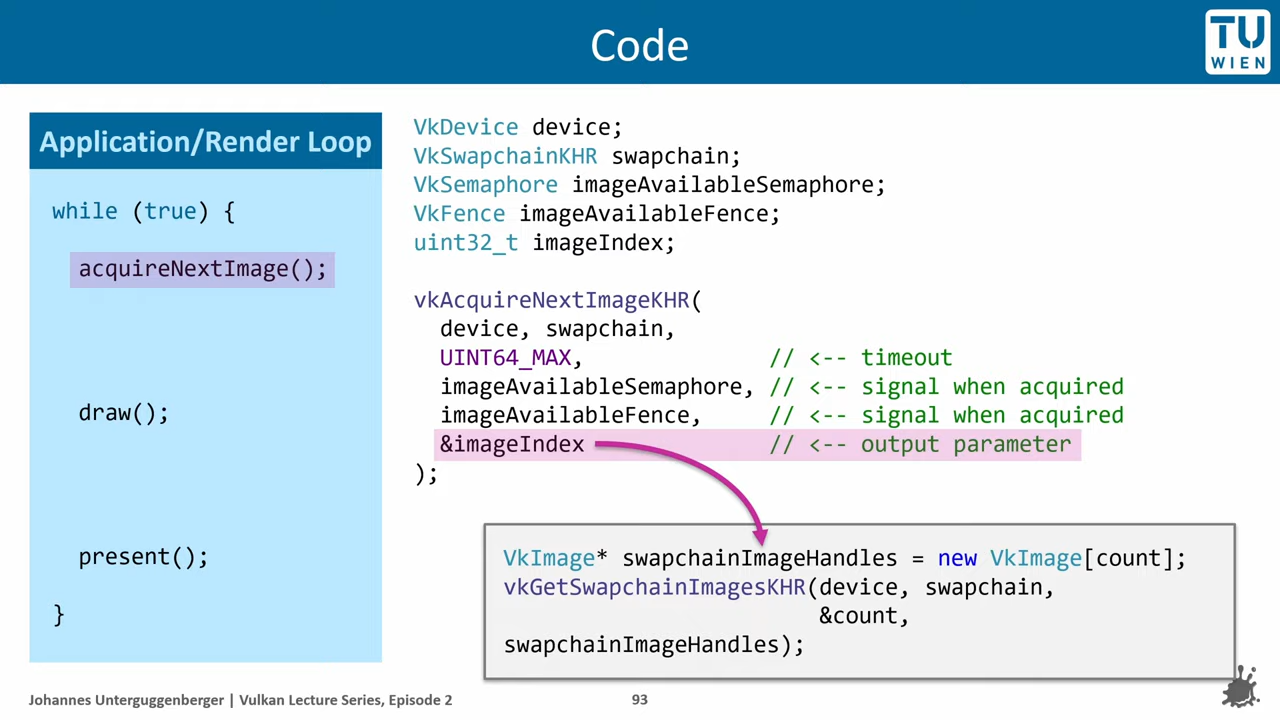 Code
TU
WIEN
Application/Render Loop
while (true) {
acquireNextImage();
draw();
present();
}
VkDevice device;
VkSwapchainKHR swapchain;
VkSemaphore imageAvailableSemaphore;
VkFence imageAvailableFence;
uint32_t imageIndex;
vkAcquireNextImageKHR(
device, swapchain,
UINT64_MAX, // <-- timeout
imageAvailableSemaphore, // <-- signal when acquired
imageAvailableFence, // <-- signal when acquired
&imageIndex // <-- output parameter
);
VkImage* swapchainImageHandles = new VkImage[count];
vkGetSwapchainImagesKHR(device, swapchain,
&count,
swapchainImageHandles);
Johannes Unterguggenberger | Vulkan Lecture Series, Episode 2
93